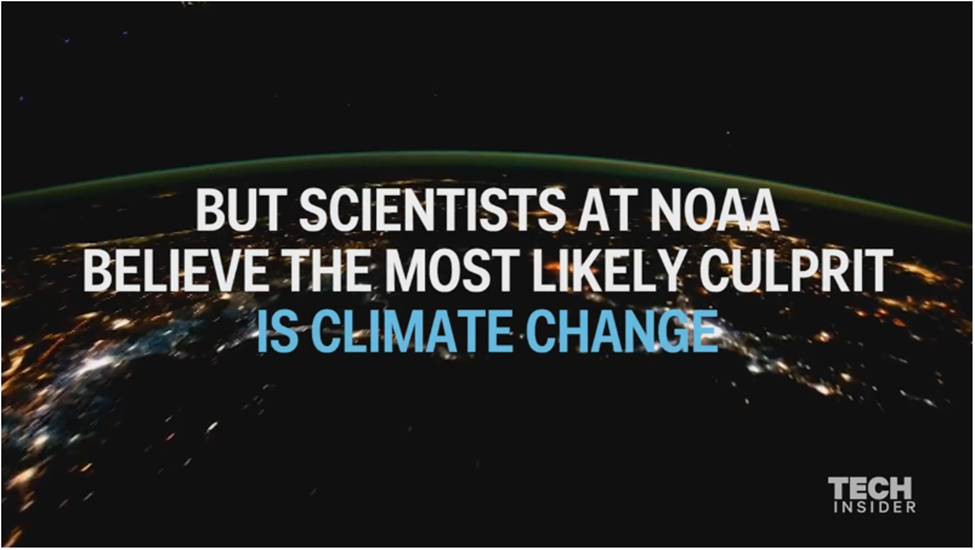 BUT SCIENTISTS AT NOAA
BELIEVE THE MOST LIKELY CULPRIT
IS CLIMATE CHANGE
TECH
INSIDER